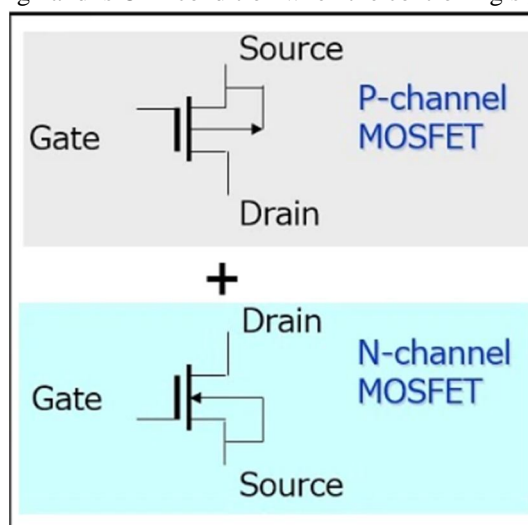 Source
P-channel
MOSFET
Gate
Drain
+
Drain
N-channel
MOSFET
Gate
Source